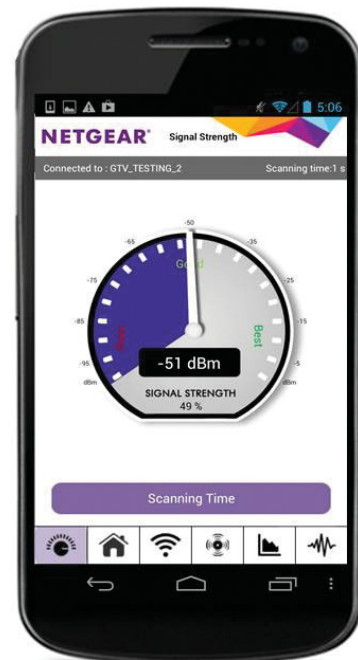 5:06
NETGEAR® Signal Strength
Connected to : GTV_TESTING_2 Scanning time:1 s
-50
-65 -35
Good
-75 -25
-85 -15
Poor Best
-95 -5
dBm dBm
-51 dBm
SIGNAL STRENGTH
49 %
Scanning Time